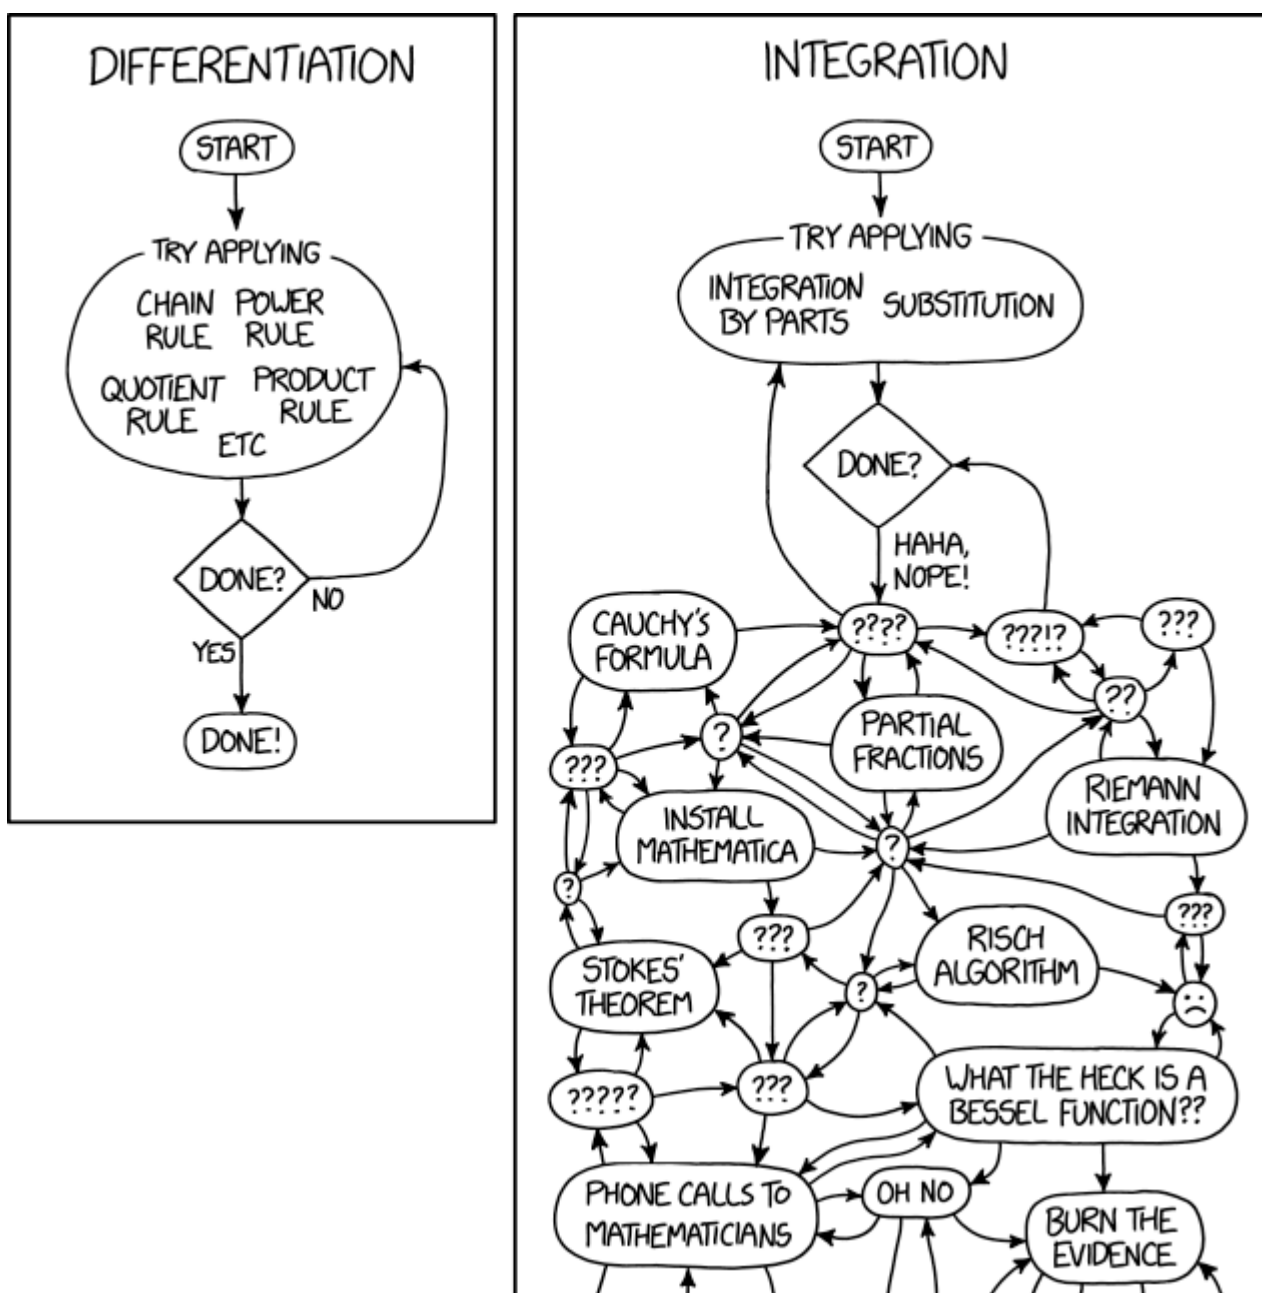 DIFFERENTIATION
START
TRY APPLYING
CHAIN
RULE
POWER
RULE
QUOTIENT
RULE
PRODUCT
RULE
ETC
DONE?
NO
YES
DONE!
INTEGRATION
START
TRY APPLYING
INTEGRATION
BY PARTS
SUBSTITUTION
DONE?
HAHA,
NOPE!
CAUCHY'S
FORMULA
????
???!?
???
??
?
PARTIAL
FRACTIONS
???
RIEMANN
INTEGRATION
INSTALL
MATHEMATICA
?
?
???
???
RISCH
ALGORITHM
STOKES'
THEOREM
?
?????
???
WHAT THE HECK IS A
BESSEL FUNCTION??
PHONE CALLS TO
MATHEMATICIANS
OH NO
BURN THE
EVIDENCE